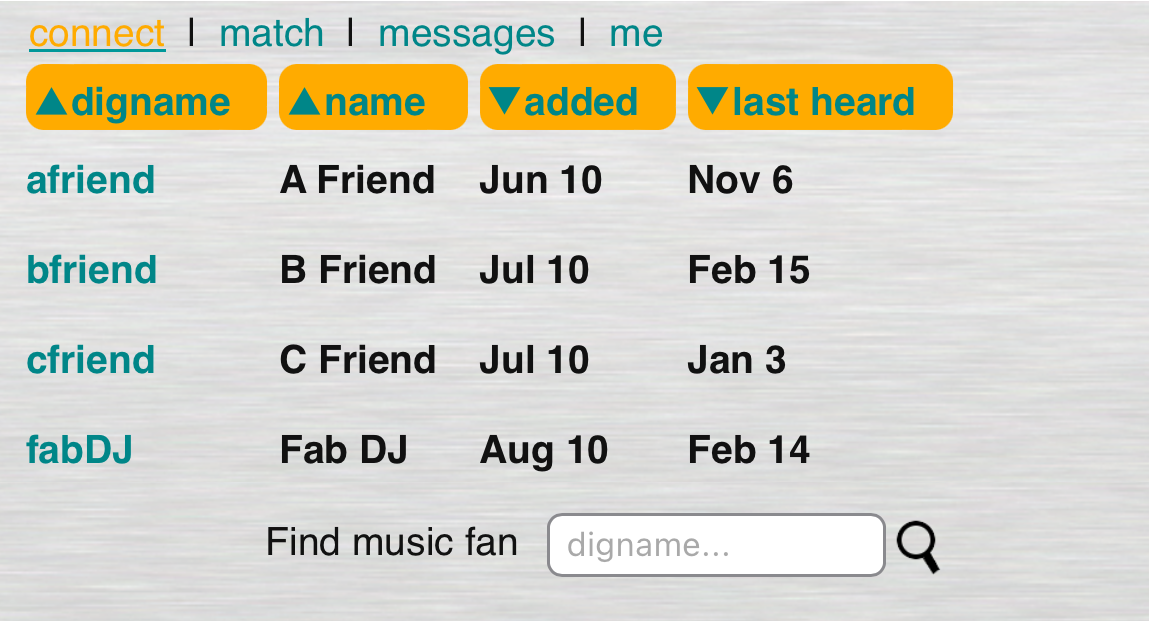 connect | match | messages | me
▲digname ▲name ▼added ▼last heard
afriend A Friend Jun 10 Nov 6
bfriend B Friend Jul 10 Feb 15
cfriend C Friend Jul 10 Jan 3
fabDJ Fab DJ Aug 10 Feb 14
Find music fan digname...